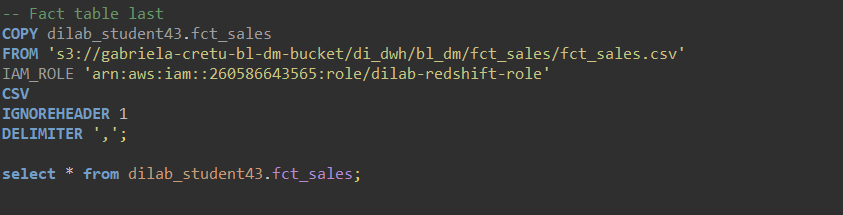 -- Fact table last
COPY dilab_student43.fct_sales
FROM 's3://gabriela-cretu-bl-dm-bucket/di_dwh/bl_dm/fct_sales/fct_sales.csv'
IAM_ROLE 'arn:aws:iam::260586643565:role/dilab-redshift-role'
CSV
IGNOREHEADER 1
DELIMITER ',';
select * from dilab_student43.fct_sales;